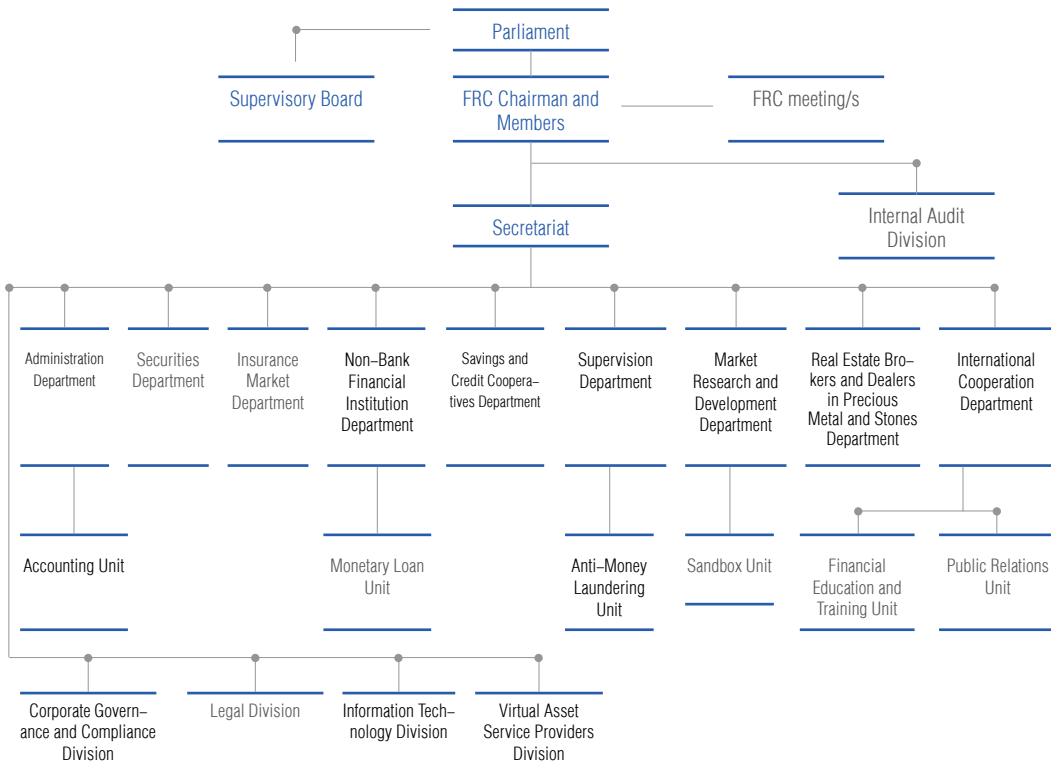 Parliament
Supervisory Board
FRC Chairman and
Members
FRC meeting/s
Secretariat
Internal Audit
Division
Administration
Department
Securities
Department
Insurance
Market
Department
Non–Bank
Financial
Institution
Department
Savings and
Credit Coopera–
tives Department
Supervision
Department
Market
Research and
Development
Department
Real Estate Bro–
kers and Dealers
in Precious
Metal and Stones
Department
International
Cooperation
Department
Accounting Unit
Monetary Loan
Unit
Anti–Money
Laundering
Unit
Sandbox Unit
Financial
Education and
Training Unit
Public Relations
Unit
Corporate Govern–
ance and Compliance
Division
Legal Division
Information Tech–
nology Division
Virtual Asset
Service Providers
Division